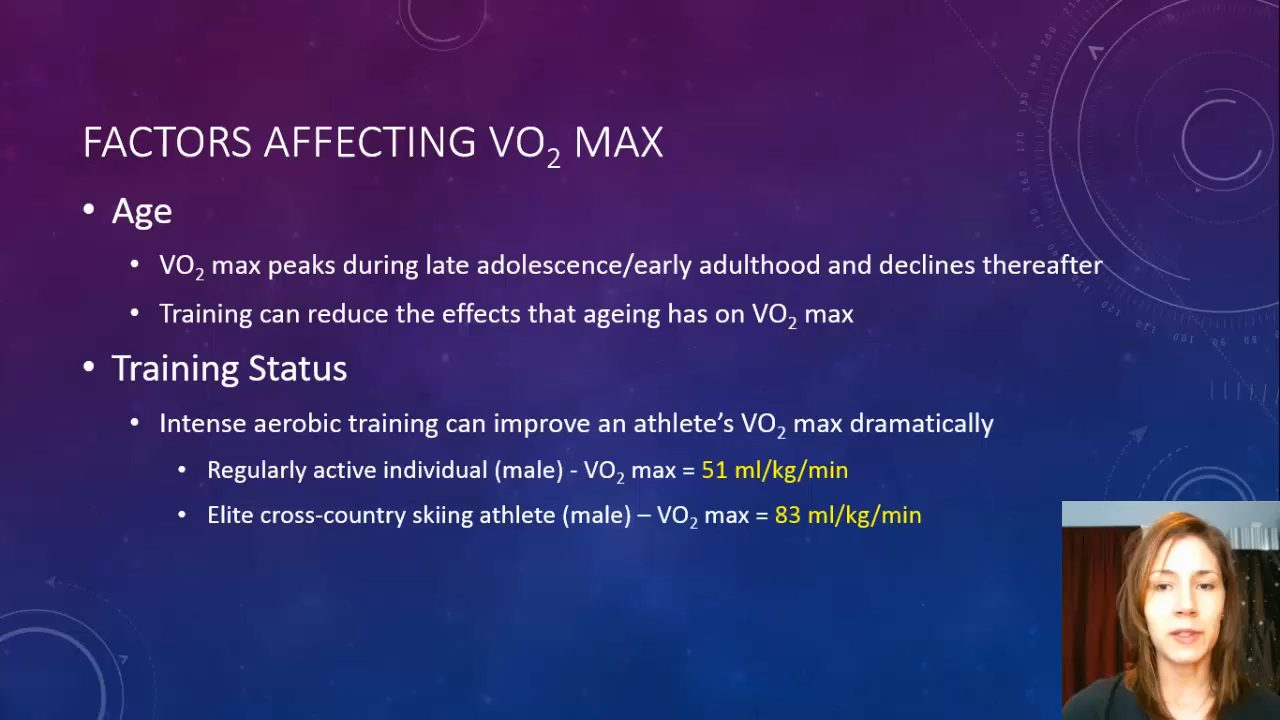 FACTORS AFFECTING VO₂ MAX
• Age
• VO₂ max peaks during late adolescence/early adulthood and declines thereafter
• Training can reduce the effects that ageing has on VO₂ max
• Training Status
• Intense aerobic training can improve an athlete’s VO₂ max dramatically
• Regularly active individual (male) - VO₂ max = 51 ml/kg/min
• Elite cross-country skiing athlete (male) – VO₂ max = 83 ml/kg/min